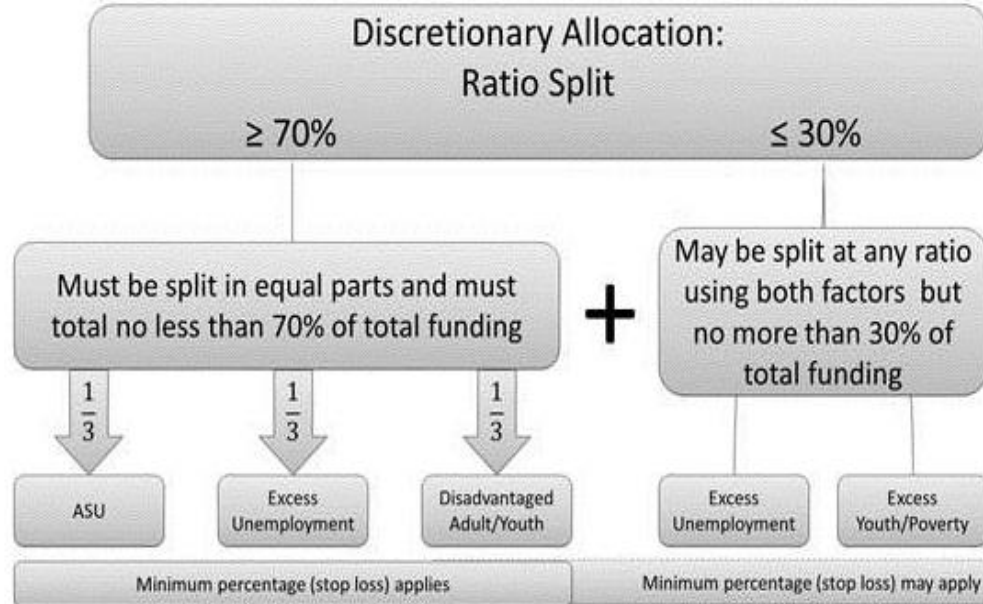 Discretionary Allocation:
Ratio Split
≥ 70%
≤ 30%
Must be split in equal parts and must
total no less than 70% of total funding
+
May be split at any ratio
using both factors but
no more than 30% of
total funding
1/3
1/3
1/3
ASU
Excess
Unemployment
Disadvantaged
Adult/Youth
Excess
Unemployment
Excess
Youth/Poverty
Minimum percentage (stop loss) applies
Minimum percentage (stop loss) may apply